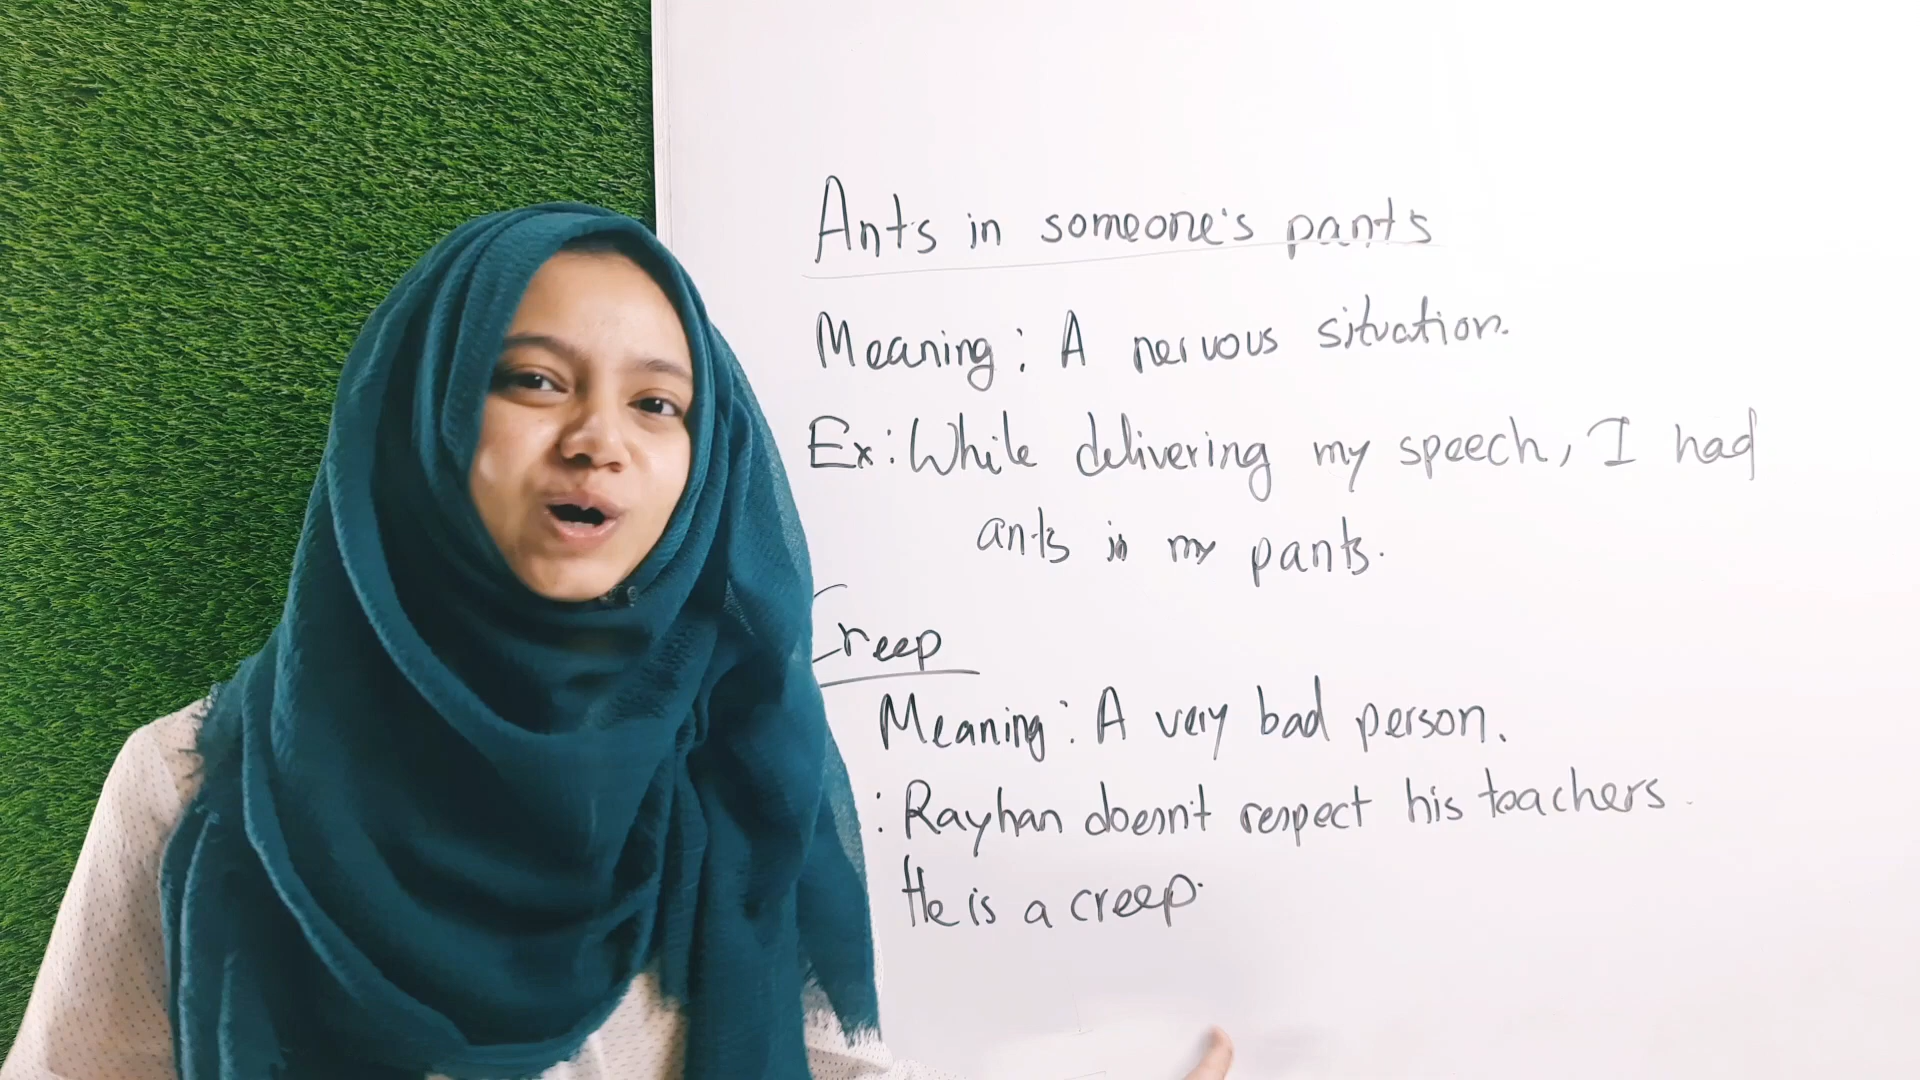 Ants in someone's pants
Meaning: A nervous situation.
Ex: While delivering my speech, I had
ants in my pants.
Creep
Meaning: A very bad person.
: Rayhan doesn't respect his teachers.
He is a creep.